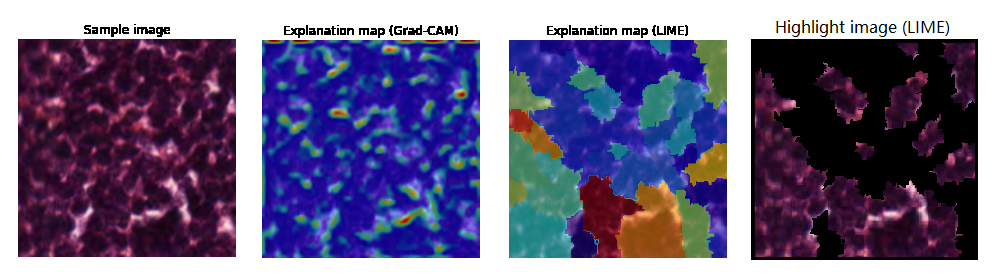 Sample image
Explanation map (Grad-CAM)
Explanation map (LIME)
Highlight image (LIME)